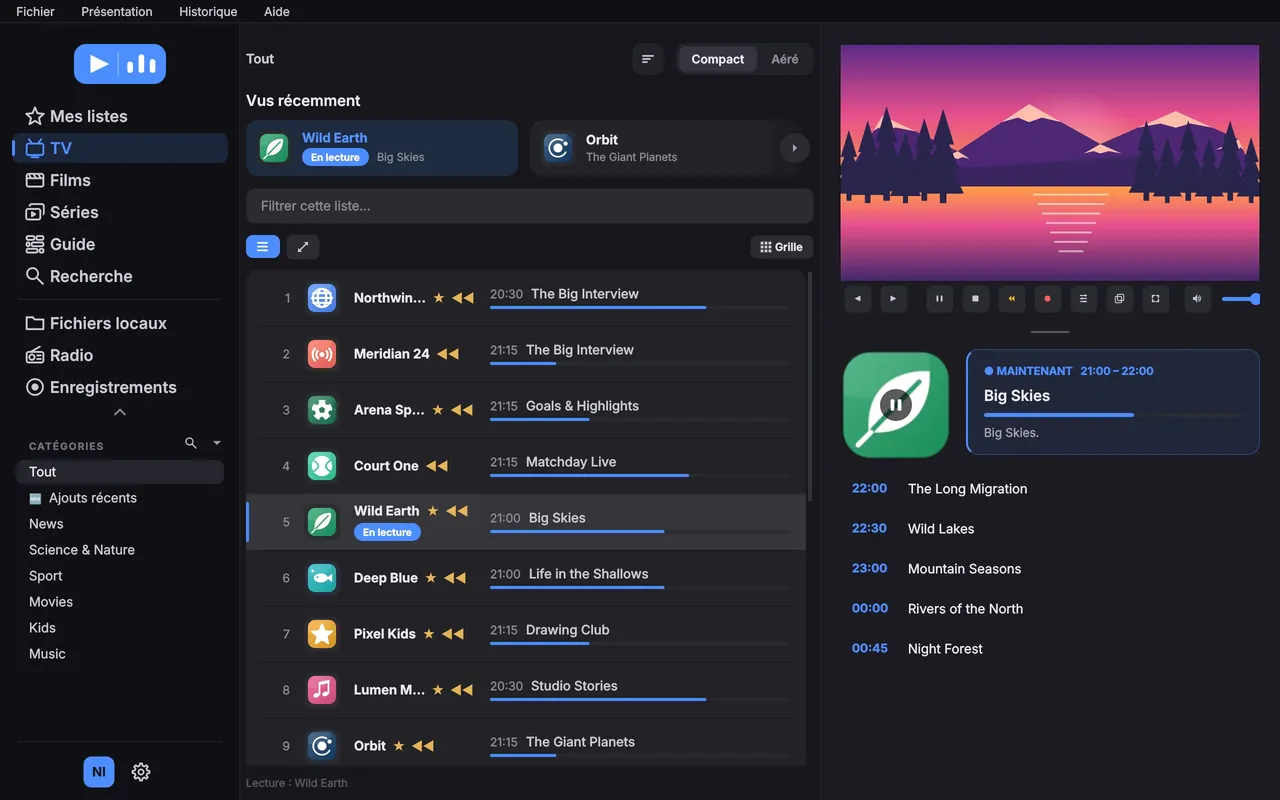 Fichier Présentation Historique Aide
Mes listes
TV
Films
Séries
Guide
Recherche
Fichiers locaux
Radio
Enregistrements
CATÉGORIES
Tout
Ajouts récents
News
Science & Nature
Sport
Movies
Kids
Music
NI
Tout
Compact Aéré
Vus récemment
Wild Earth
En lecture Big Skies
Orbit
The Giant Planets
Filtrer cette liste...
Grille
1 Northwin... 20:30 The Big Interview
2 Meridian 24 21:15 The Big Interview
3 Arena Sp... 21:15 Goals & Highlights
4 Court One 21:15 Matchday Live
5 Wild Earth 21:00 Big Skies
En lecture
6 Deep Blue 21:00 Life in the Shallows
7 Pixel Kids 21:15 Drawing Club
8 Lumen M... 20:30 Studio Stories
9 Orbit 21:15 The Giant Planets
Lecture : Wild Earth
MAINTENANT 21:00 – 22:00
Big Skies
Big Skies.
22:00 The Long Migration
22:30 Wild Lakes
23:00 Mountain Seasons
00:00 Rivers of the North
00:45 Night Forest